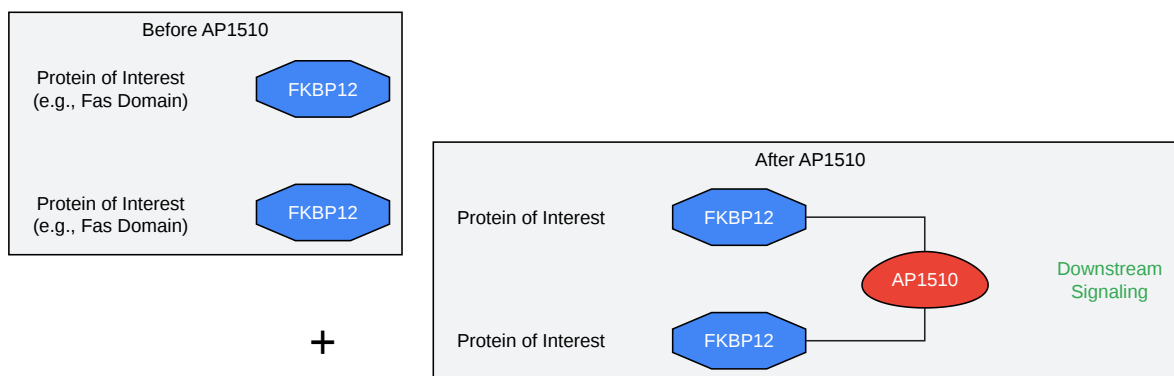 Before AP1510
Protein of Interest
(e.g., Fas Domain)
FKBP12
Protein of Interest
(e.g., Fas Domain)
FKBP12
+
After AP1510
Protein of Interest
FKBP12
AP1510
Downstream
Signaling
Protein of Interest
FKBP12